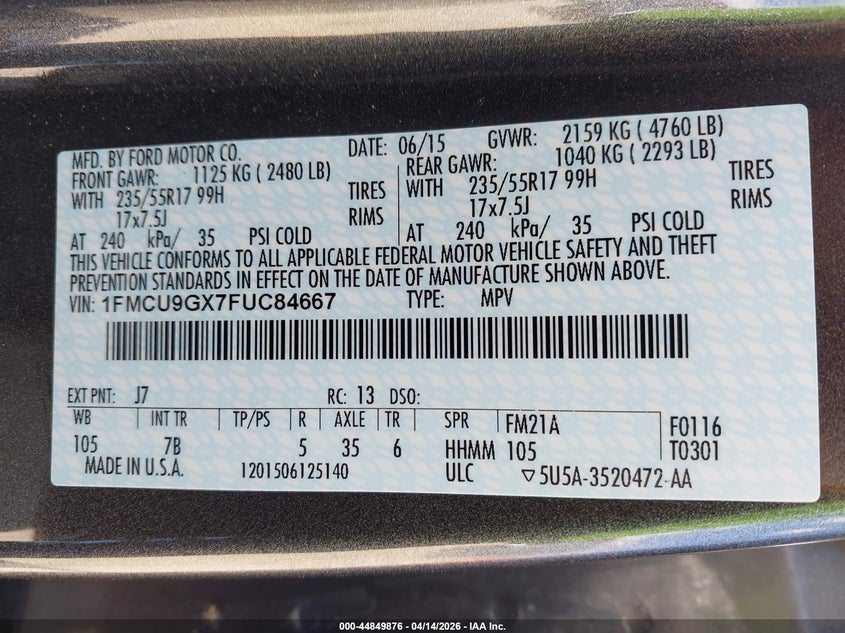 MFD. BY FORD MOTOR CO. DATE: 06/15 GVWR: 2159 KG ( 4760 LB)
FRONT GAWR: 1125 KG ( 2480 LB) REAR GAWR: 1040 KG ( 2293 LB)
WITH 235/55R17 99H TIRES WITH 235/55R17 99H TIRES
17x7.5J RIMS 17x7.5J RIMS
AT 240 kPa/ 35 PSI COLD AT 240 kPa/ 35 PSI COLD
THIS VEHICLE CONFORMS TO ALL APPLICABLE FEDERAL MOTOR VEHICLE SAFETY AND THEFT
PREVENTION STANDARDS IN EFFECT ON THE DATE OF MANUFACTURE SHOWN ABOVE.
VIN: 1FMCU9GX7FUC84667 TYPE: MPV
EXT PNT: J7 RC: 13 DSO:
WB INT TR TP/PS R AXLE TR SPR FM21A F0116
105 7B 5 35 6 HHMM 105 T0301
MADE IN U.S.A. 1201506125140 ULC ▽5U5A-3520472-AA
000-44849876 - 04/14/2026 - IAA Inc.